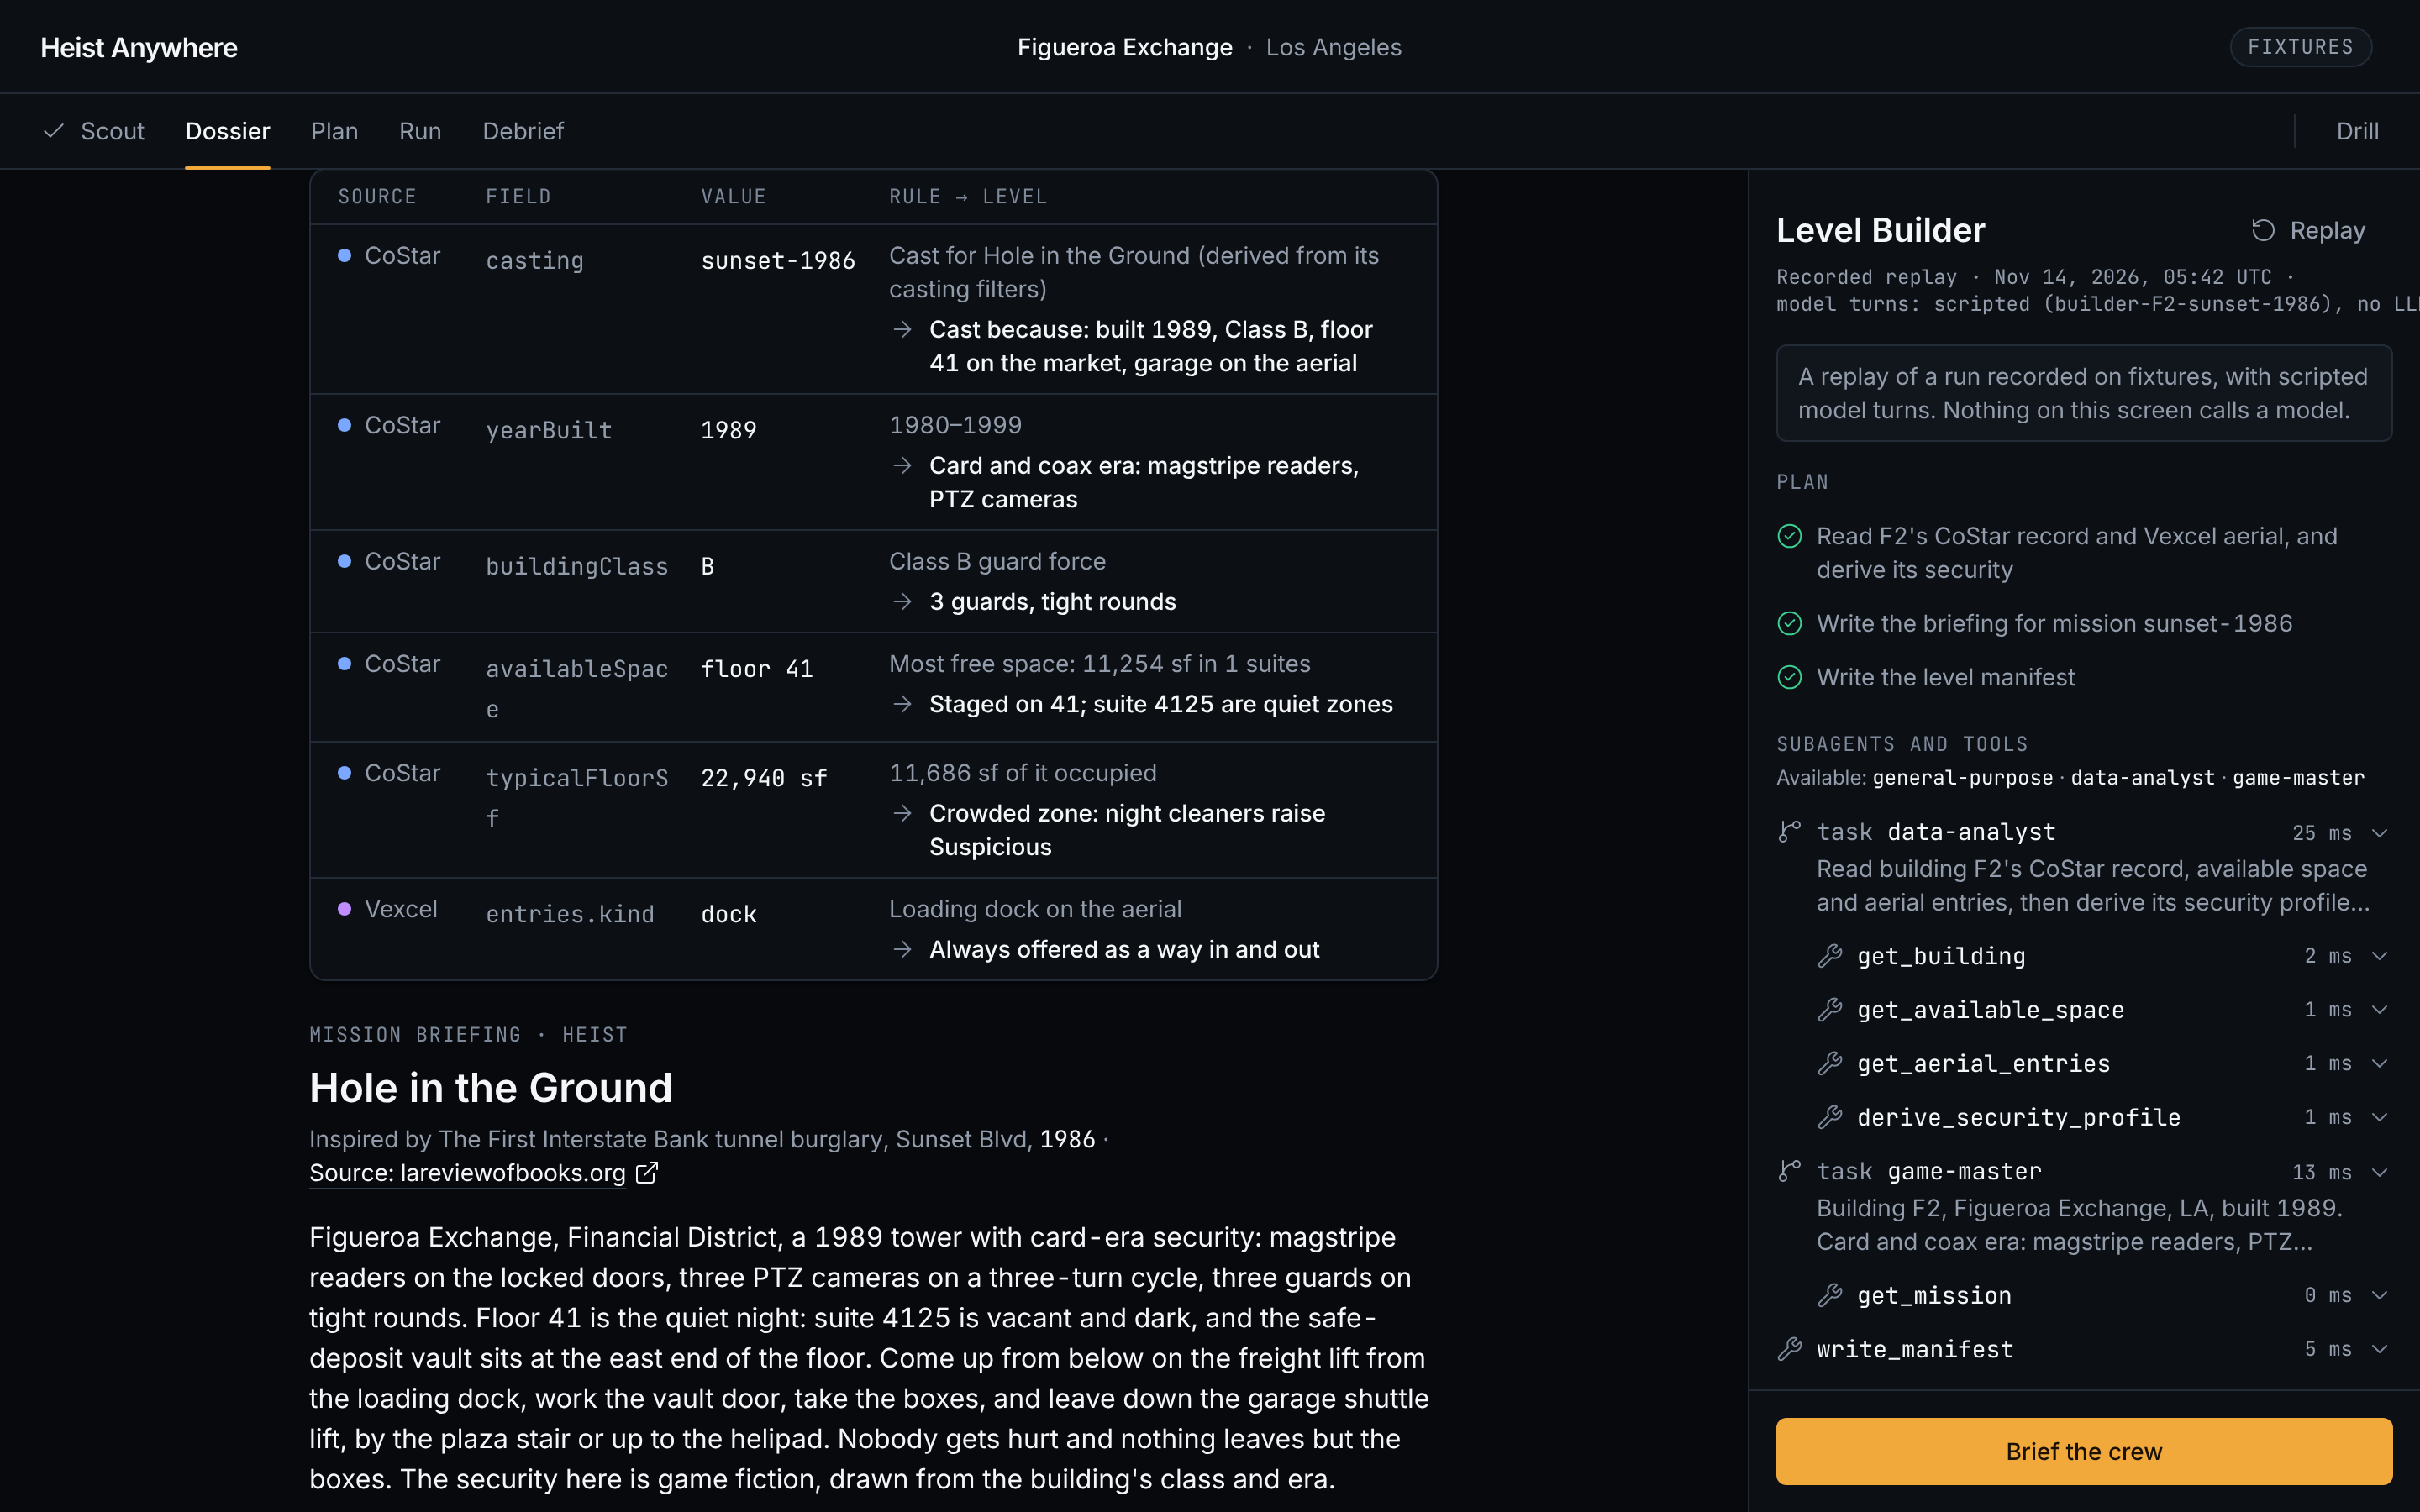 Heist Anywhere
Figueroa Exchange · Los Angeles
FIXTURES
Scout
Dossier
Plan
Run
Debrief
Drill
SOURCE FIELD VALUE RULE → LEVEL
CoStar casting sunset-1986 Cast for Hole in the Ground (derived from its
casting filters)
→ Cast because: built 1989, Class B, floor
41 on the market, garage on the aerial
CoStar yearBuilt 1989 1980–1999
→ Card and coax era: magstripe readers,
PTZ cameras
CoStar buildingClass B Class B guard force
→ 3 guards, tight rounds
CoStar availableSpac floor 41 Most free space: 11,254 sf in 1 suites
e → Staged on 41; suite 4125 are quiet zones
CoStar typicalFloorS 22,940 sf 11,686 sf of it occupied
f → Crowded zone: night cleaners raise
Suspicious
Vexcel entries.kind dock Loading dock on the aerial
→ Always offered as a way in and out
MISSION BRIEFING · HEIST
Hole in the Ground
Inspired by The First Interstate Bank tunnel burglary, Sunset Blvd, 1986 ·
Source: lareviewofbooks.org
Figueroa Exchange, Financial District, a 1989 tower with card-era security: magstripe
readers on the locked doors, three PTZ cameras on a three-turn cycle, three guards on
tight rounds. Floor 41 is the quiet night: suite 4125 is vacant and dark, and the safe-
deposit vault sits at the east end of the floor. Come up from below on the freight lift from
the loading dock, work the vault door, take the boxes, and leave down the garage shuttle
lift, by the plaza stair or up to the helipad. Nobody gets hurt and nothing leaves but the
boxes. The security here is game fiction, drawn from the building's class and era.
Level Builder
Replay
Recorded replay · Nov 14, 2026, 05:42 UTC ·
model turns: scripted (builder-F2-sunset-1986), no
A replay of a run recorded on fixtures, with scripted
model turns. Nothing on this screen calls a model.
PLAN
Read F2's CoStar record and Vexcel aerial, and
derive its security
Write the briefing for mission sunset-1986
Write the level manifest
SUBAGENTS AND TOOLS
Available: general-purpose · data-analyst · game-master
task data-analyst 25 ms
Read building F2's CoStar record, available space
and aerial entries, then derive its security profile...
get_building 2 ms
get_available_space 1 ms
get_aerial_entries 1 ms
derive_security_profile 1 ms
task game-master 13 ms
Building F2, Figueroa Exchange, LA, built 1989.
Card and coax era: magstripe readers, PTZ...
get_mission 0 ms
write_manifest 5 ms
Brief the crew